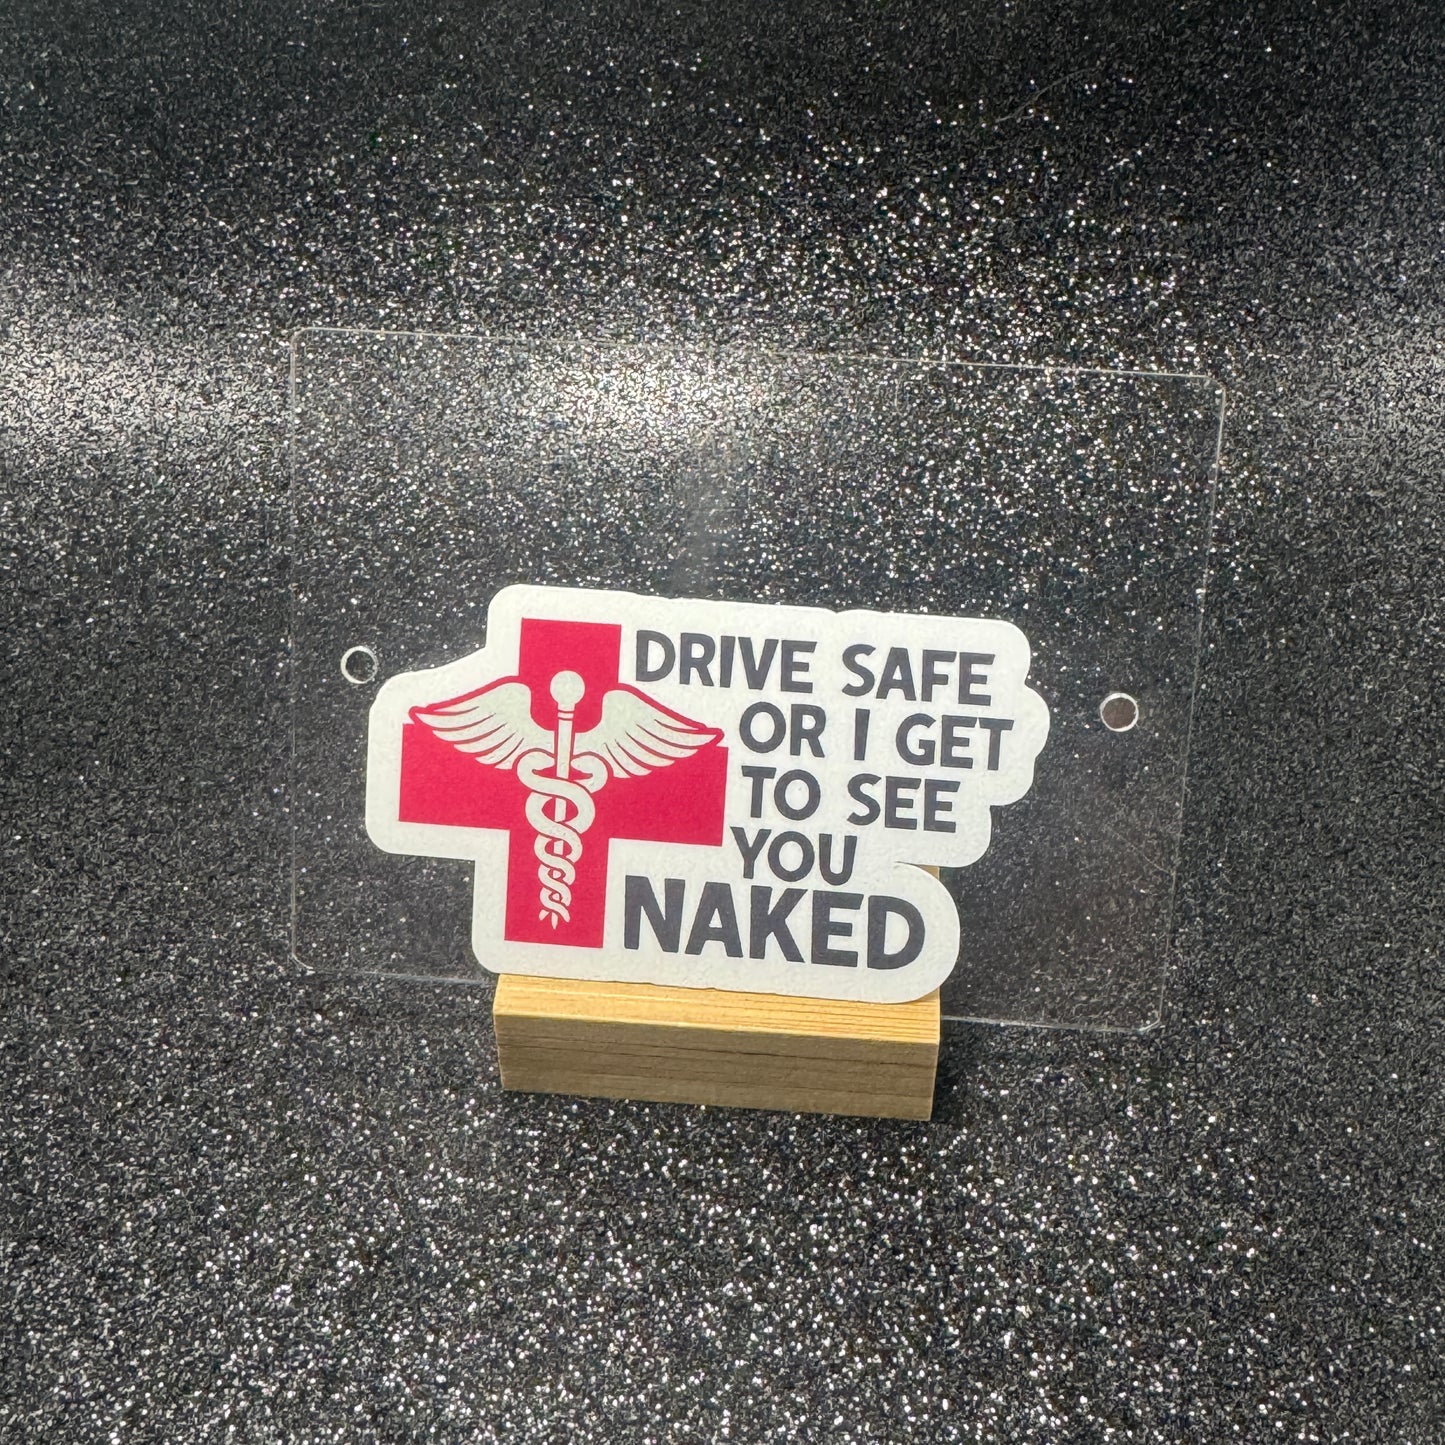 DRIVE SAFE
OR I GET
TO SEE
YOU
NAKED